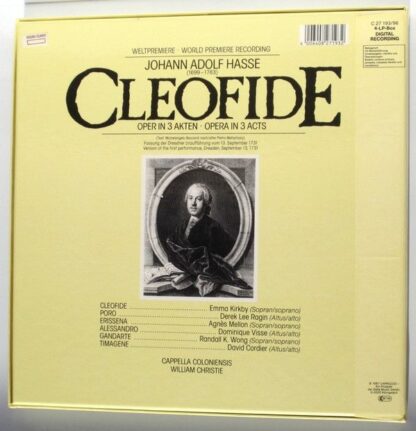 WELTPREMIERE · WORLD PREMIERE RECORDING
JOHANN ADOLF HASSE
(1699-1783)
CLEOFIDE
OPER IN 3 AKTEN · OPERA IN 3 ACTS
Fassung der Dresdner Uraufführung vom 13. September 1731
Version of the first performance, Dresden, September 13, 1731
CLEOFIDE Emma Kirkby (Sopran/soprano)
PORO Derek Lee Ragin (Altus/alto)
ERISSENA Agnès Mellon (Sopran/soprano)
ALESSANDRO Dominique Visse (Altus/alto)
GANDARTE Randall K. Wong (Sopran/soprano)
TIMAGENE David Cordier (Altus/alto)
CAPPELLA COLONIENSIS
WILLIAM CHRISTIE
C 27 193/96
4-LP-Box
DIGITAL
RECORDING
4 006408 271932